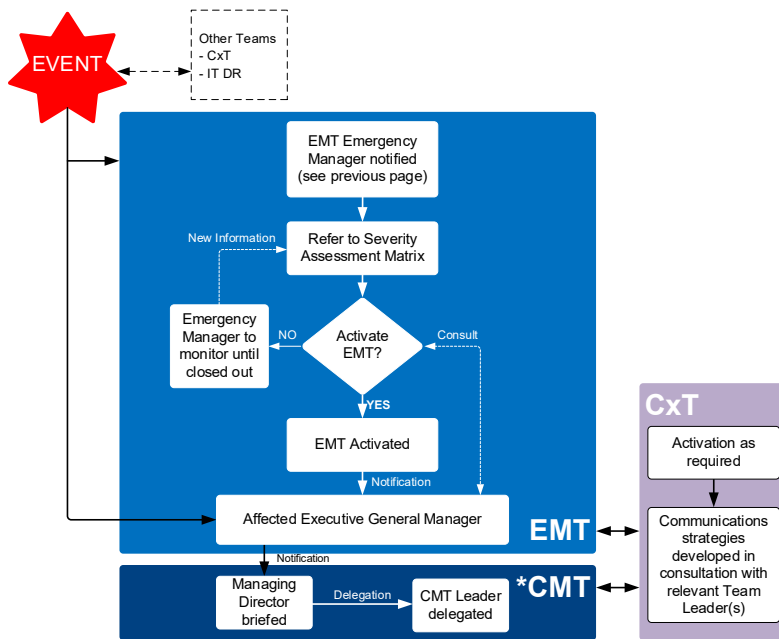 EVENT
Other Teams
- CxT
- IT DR
EMT Emergency
Manager notified
(see previous page)
New Information
Refer to Severity
Assessment Matrix
Emergency
Manager to
monitor until
closed out
NO
Activate
EMT?
Consult
YES
EMT Activated
Notification
Affected Executive General Manager
EMT
CxT
Activation as
required
Communications
strategies
developed in
consultation with
relevant Team
Leader(s)
Notification
Managing
Director
briefed
Delegation
CMT Leader
delegated
*CMT